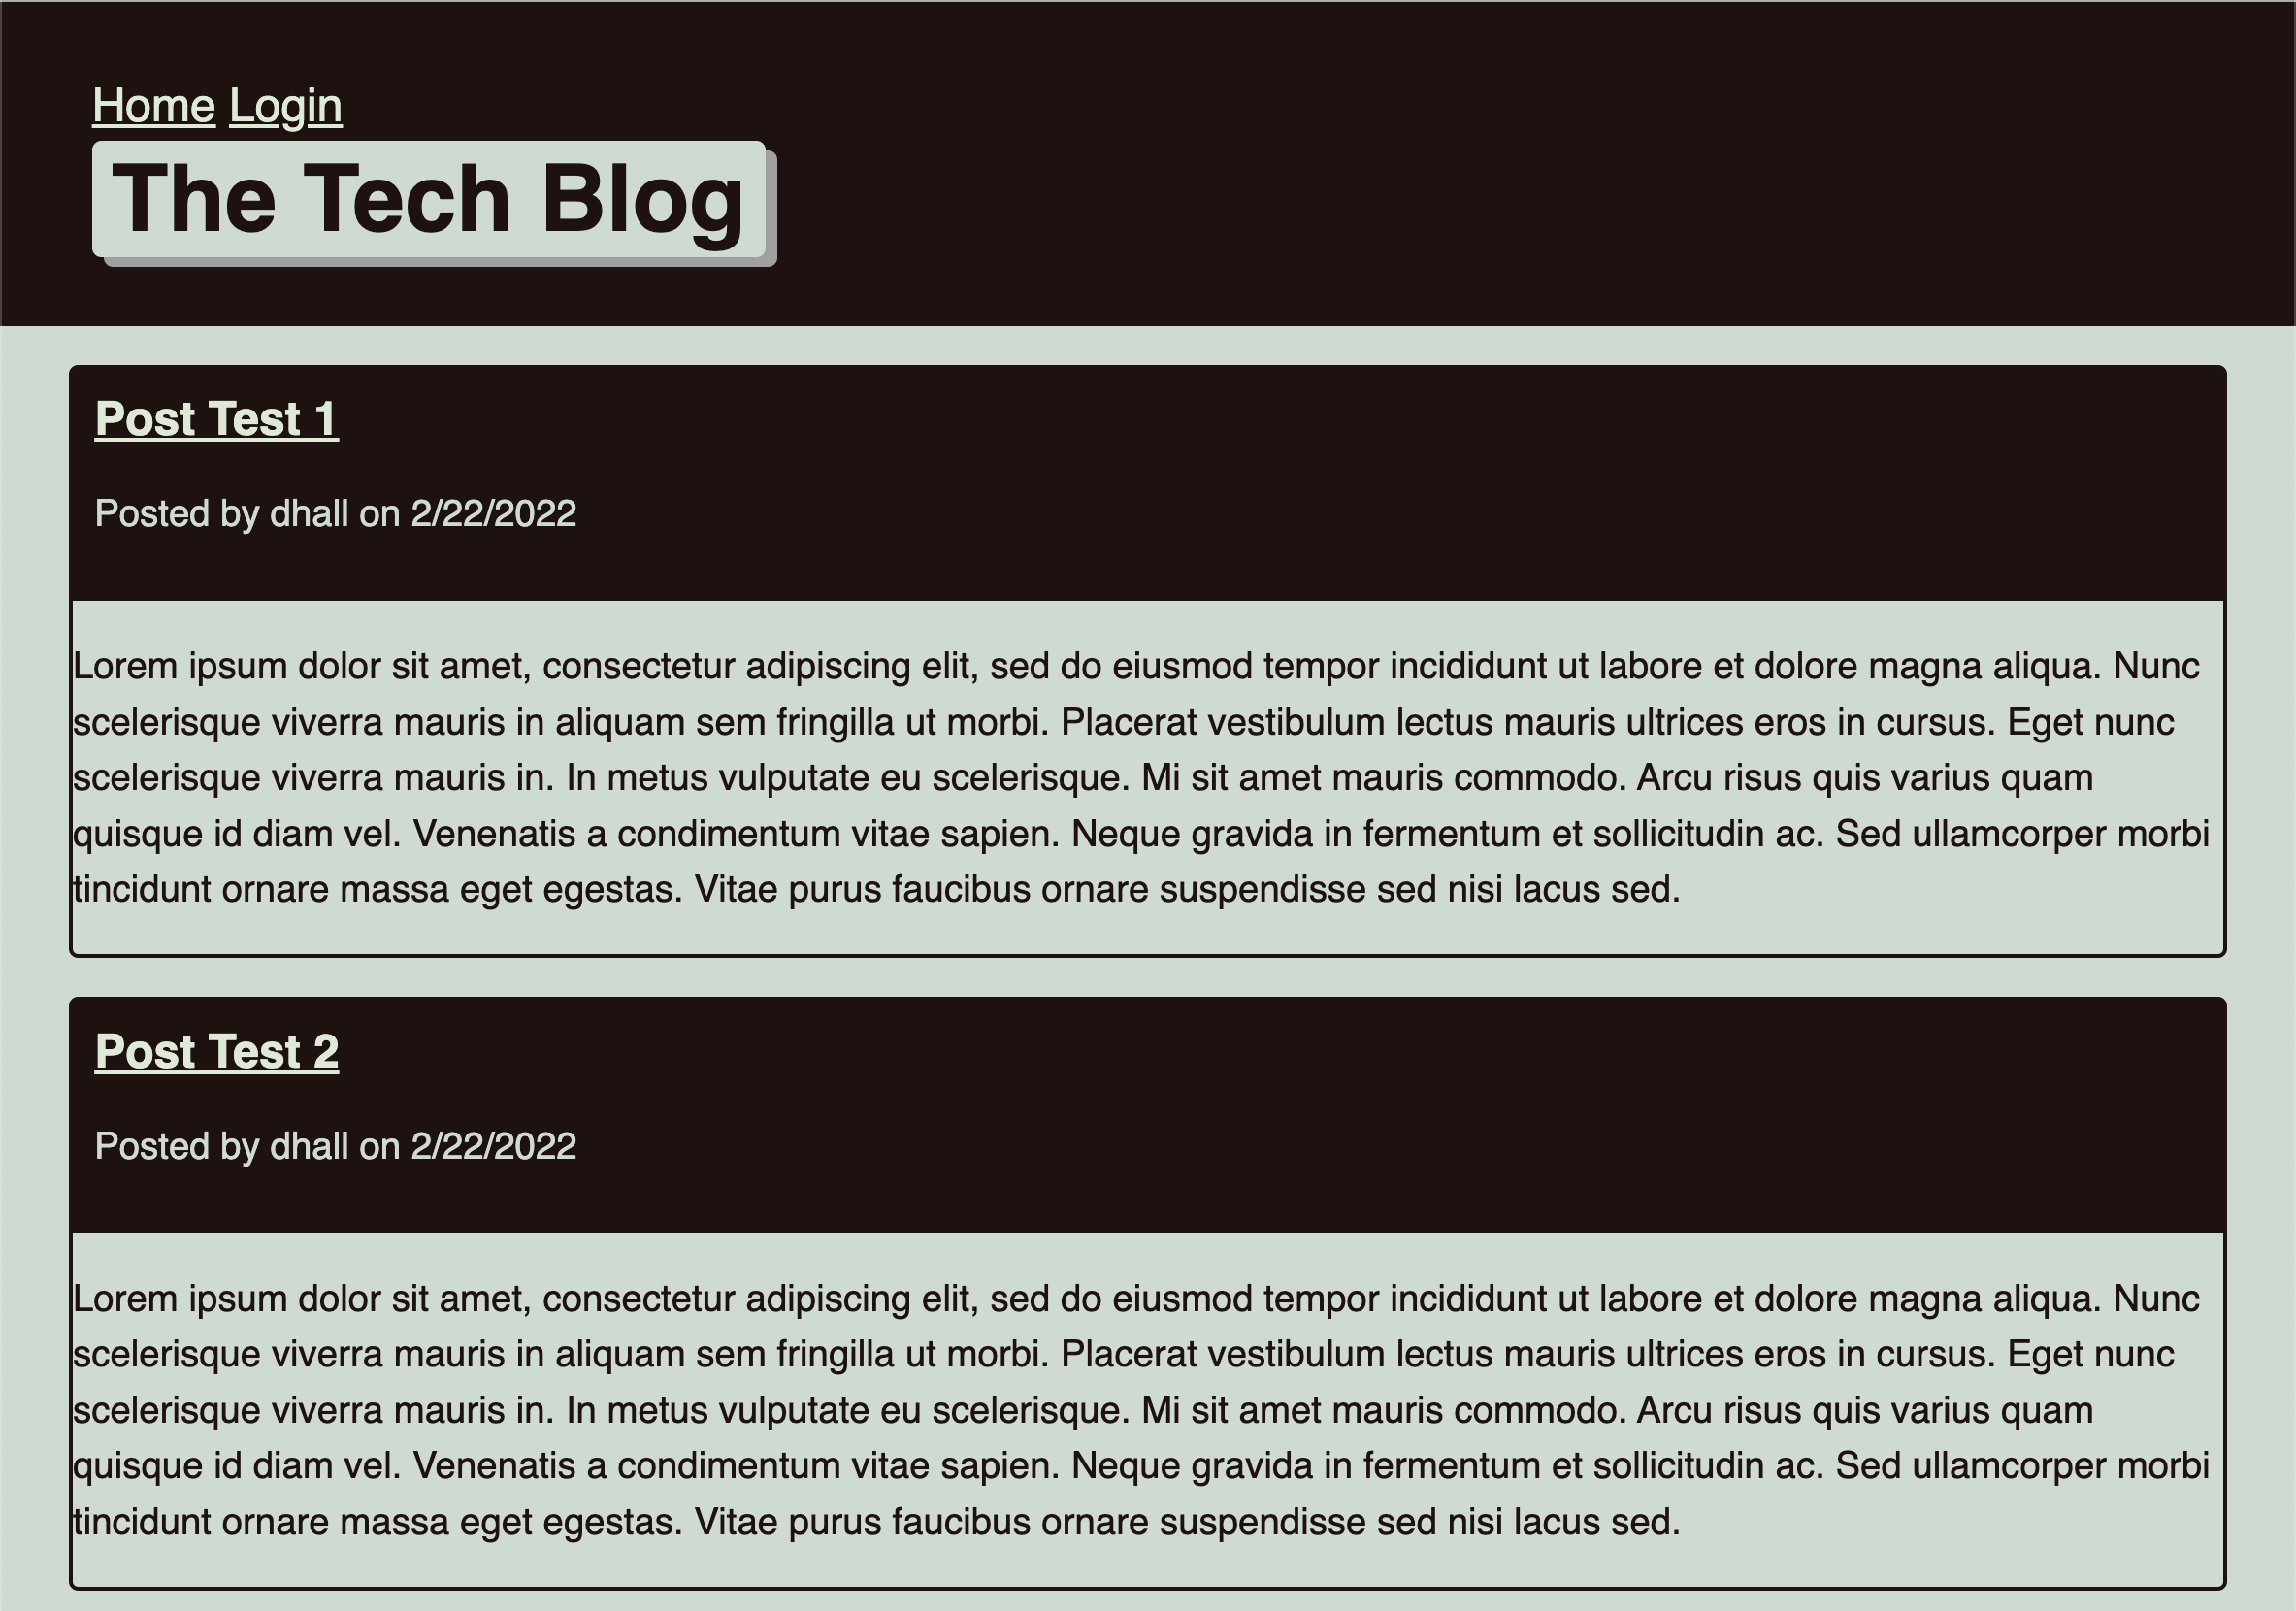 Home Login
The Tech Blog
Post Test 1
Posted by dhall on 2/22/2022
Lorem ipsum dolor sit amet, consectetur adipiscing elit, sed do eiusmod tempor incididunt ut labore et dolore magna aliqua. Nunc
scelerisque viverra mauris in aliquam sem fringilla ut morbi. Placerat vestibulum lectus mauris ultrices eros in cursus. Eget nunc
scelerisque viverra mauris in. In metus vulputate eu scelerisque. Mi sit amet mauris commodo. Arcu risus quis varius quam
quisque id diam vel. Venenatis a condimentum vitae sapien. Neque gravida in fermentum et sollicitudin ac. Sed ullamcorper morbi
tincidunt ornare massa eget egestas. Vitae purus faucibus ornare suspendisse sed nisi lacus sed.
Post Test 2
Posted by dhall on 2/22/2022
Lorem ipsum dolor sit amet, consectetur adipiscing elit, sed do eiusmod tempor incididunt ut labore et dolore magna aliqua. Nunc
scelerisque viverra mauris in aliquam sem fringilla ut morbi. Placerat vestibulum lectus mauris ultrices eros in cursus. Eget nunc
scelerisque viverra mauris in. In metus vulputate eu scelerisque. Mi sit amet mauris commodo. Arcu risus quis varius quam
quisque id diam vel. Venenatis a condimentum vitae sapien. Neque gravida in fermentum et sollicitudin ac. Sed ullamcorper morbi
tincidunt ornare massa eget egestas. Vitae purus faucibus ornare suspendisse sed nisi lacus sed.